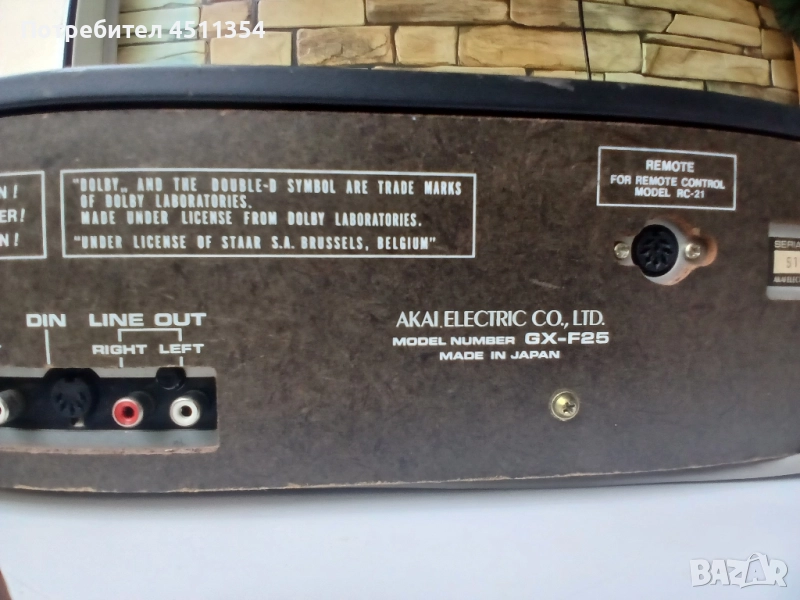 Потребител 4511354
N!
ER!
N!
"DOLBY„ AND THE DOUBLE-D SYMBOL ARE TRADE MARKS
OF DOLBY LABORATORIES.
MADE UNDER LICENSE FROM DOLBY LABORATORIES.
"UNDER LICENSE OF STAAR S.A. BRUSSELS, BELGIUM"
REMOTE
FOR REMOTE CONTROL
MODEL RC-21
DIN LINE OUT
RIGHT LEFT
AKAI ELECTRIC CO., LTD.
MODEL NUMBER GX-F25
MADE IN JAPAN
BAZAR